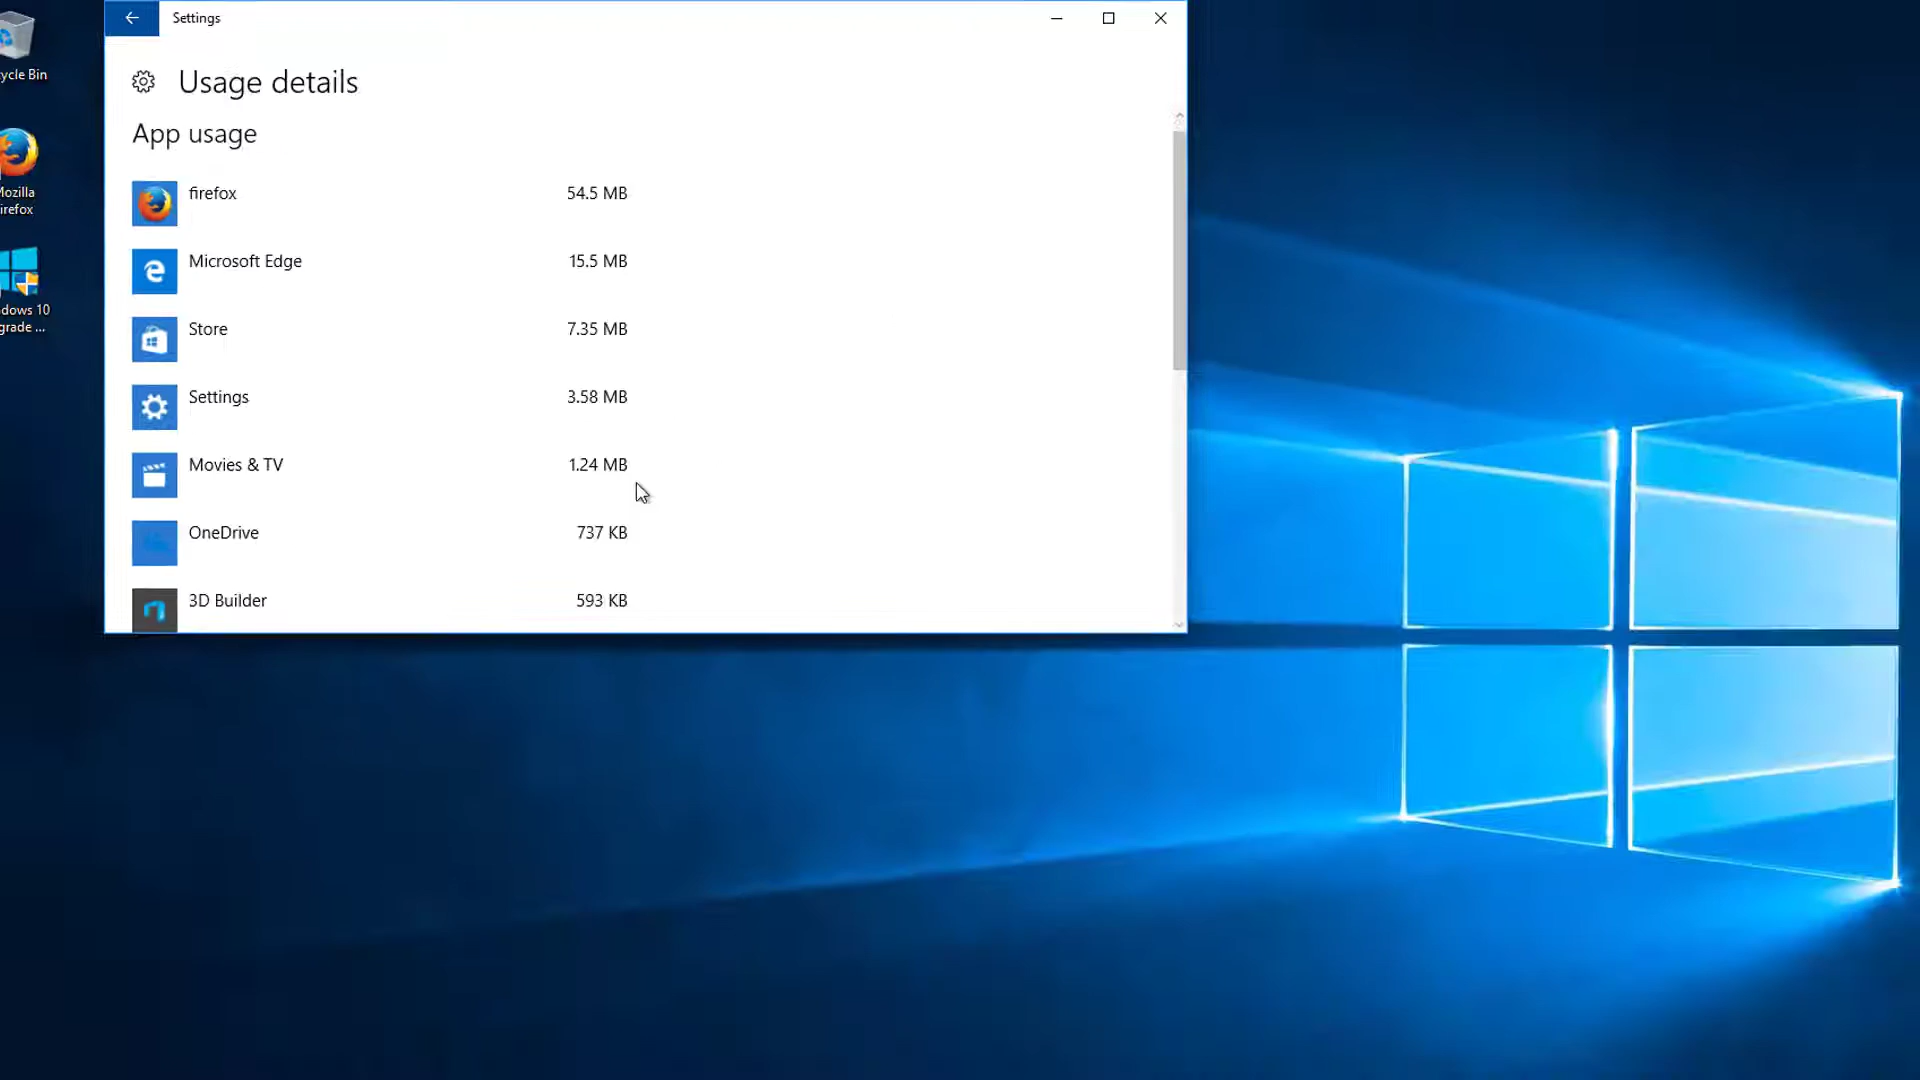 Settings
Usage details
App usage
firefox 54.5 MB
Microsoft Edge 15.5 MB
Store 7.35 MB
Settings 3.58 MB
Movies & TV 1.24 MB
OneDrive 737 KB
3D Builder 593 KB
ycle Bin
Mozilla
irefox
dows 10
grade ...